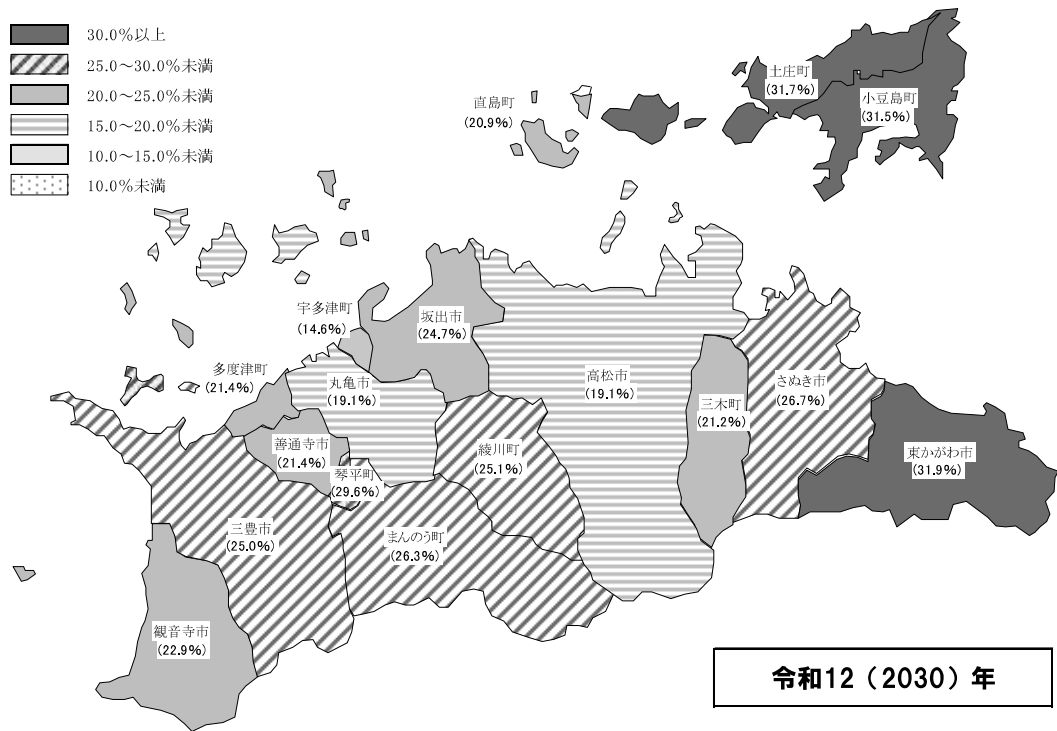 30.0%以上
25.0～30.0%未満
20.0～25.0%未満
15.0～20.0%未満
10.0～15.0%未満
10.0%未満
土庄町
(31.7%)
小豆島町
(31.5%)
直島町
(20.9%)
宇多津町
(14.6%)
坂出市
(24.7%)
多度津町
(21.4%)
丸亀市
(19.1%)
高松市
(19.1%)
三木町
(21.2%)
さぬき市
(26.7%)
善通寺市
(21.4%)
琴平町
(29.6%)
綾川町
(25.1%)
東かがわ市
(31.9%)
三豊市
(25.0%)
まんのう町
(26.3%)
観音寺市
(22.9%)
令和12（2030）年